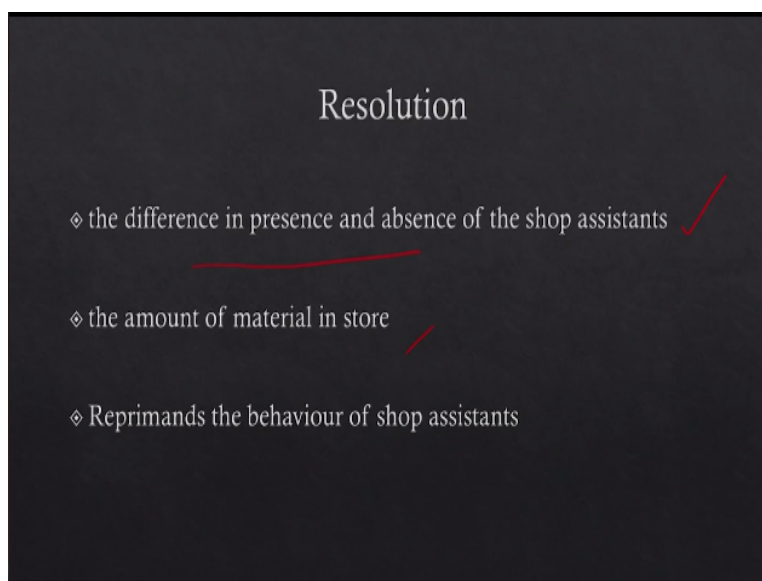 Resolution
the difference in presence and absence of the shop assistants
the amount of material in store
Reprimands the behaviour of shop assistants